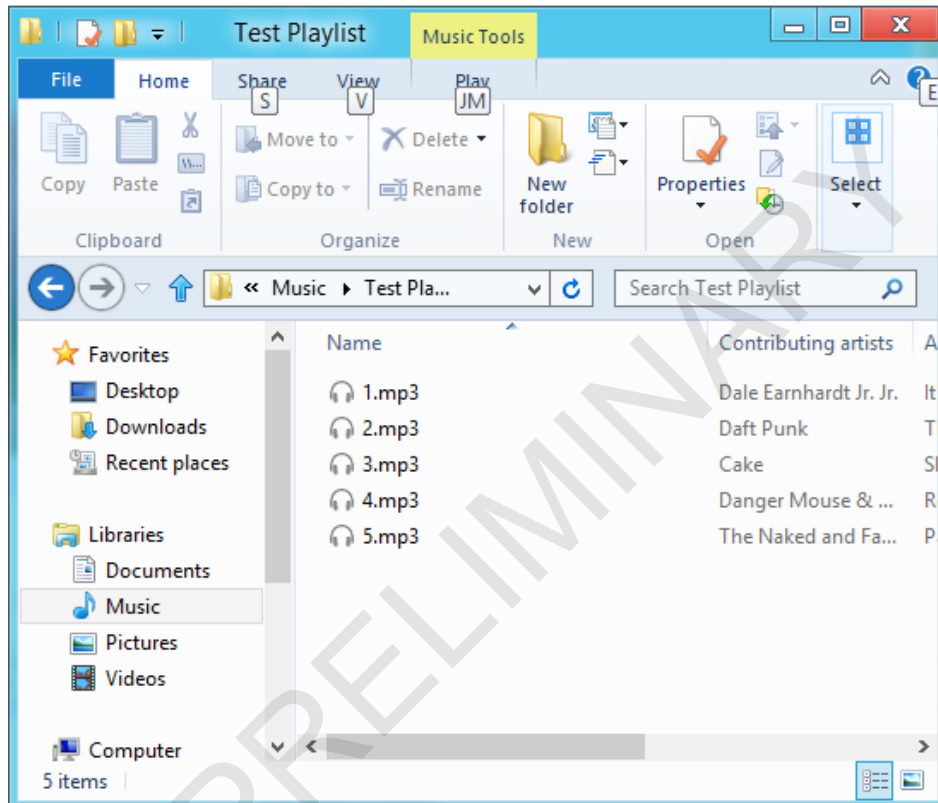 Test Playlist
Music Tools
File
Home
Share
View
Play
S
V
JM
E
Copy
Paste
Move to
Copy to
Delete
Rename
New
folder
Properties
Select
Clipboard
Organize
New
Open
« Music Test Pla...
Search Test Playlist
Favorites
Desktop
Downloads
Recent places
Libraries
Documents
Music
Pictures
Videos
Computer
Name Contributing artists A
1.mp3 Dale Earnhardt Jr. Jr. It
2.mp3 Daft Punk T
3.mp3 Cake
4.mp3 Danger Mouse & ... R
5.mp3 The Naked and Fa... P
5 items
PRELIMINARY